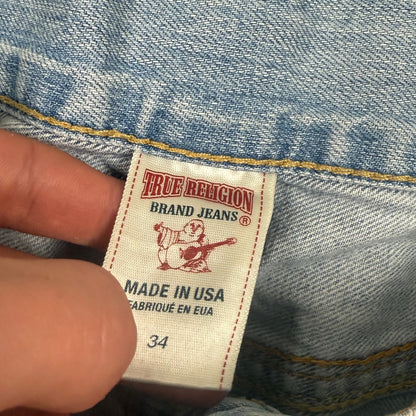 TRUE RELIGION
BRAND JEANS®
MADE IN USA
FABRIQUÉ EN EUA
34